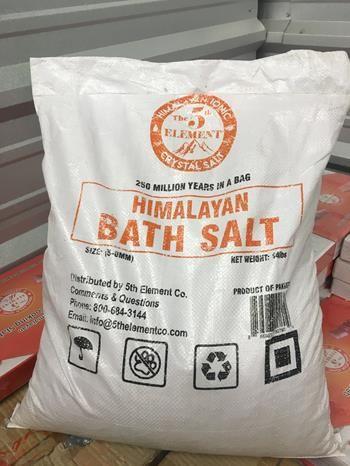 HIMALAYAN IONIC
The 5th
ELEMENT
CRYSTAL SALT
250 MILLION YEARS IN A BAG
HIMALAYAN
BATH SALT
SIZE: NET WEIGHT:
Distributed by 5th Element Co.
Comments & Questions
Phone: 800-684-3144
Email: info@5thelementco.com
PRODUCT OF